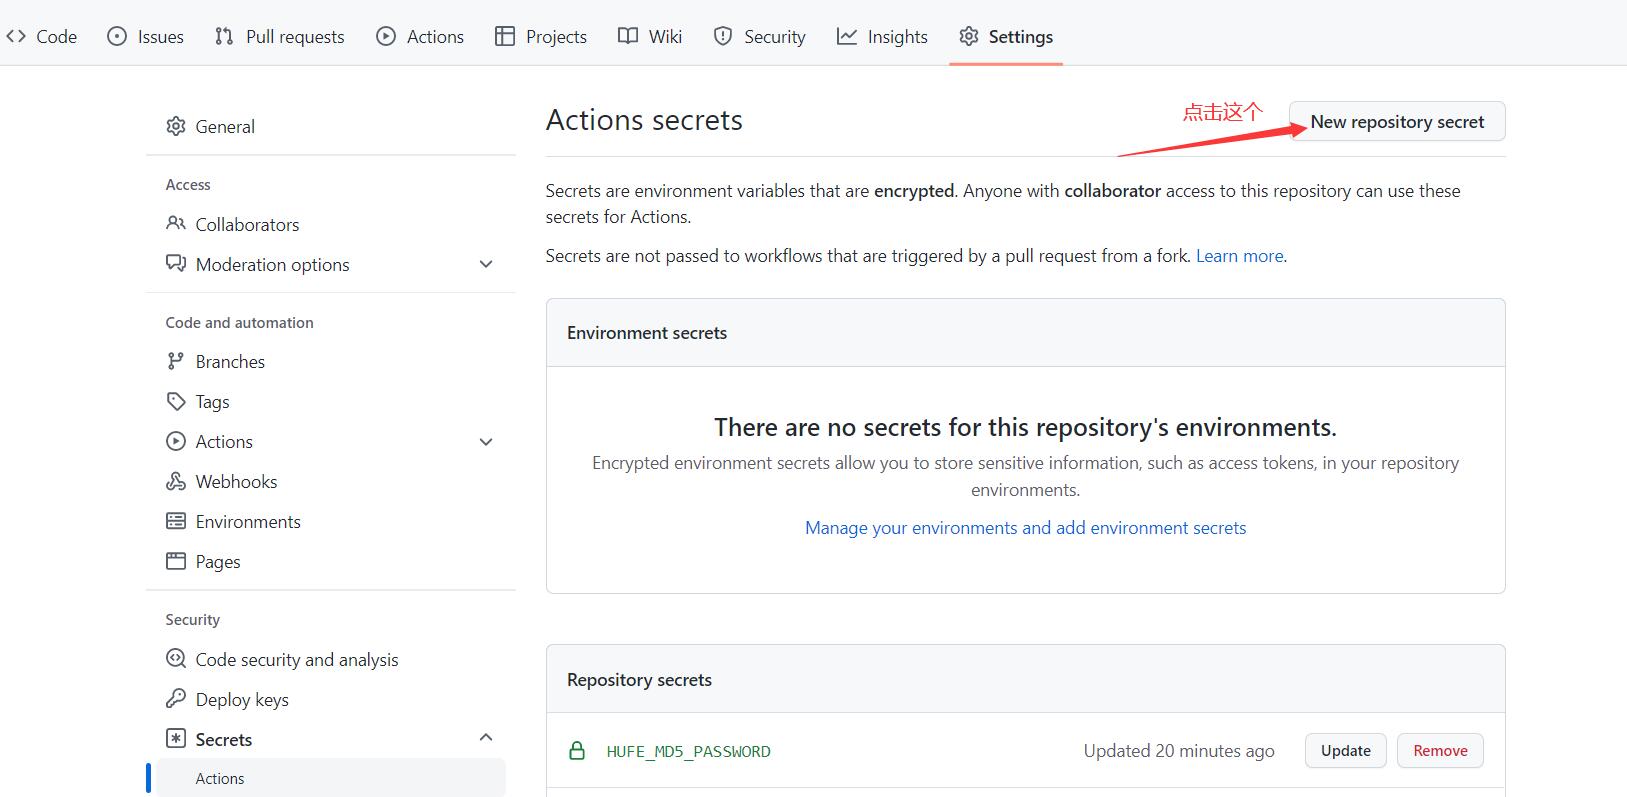 Code Issues Pull requests Actions Projects Wiki Security Insights Settings
General
Access
Collaborators
Moderation options
Code and automation
Branches
Tags
Actions
Webhooks
Environments
Pages
Security
Code security and analysis
Deploy keys
Secrets
Actions
Actions secrets
点击这个
New repository secret
Secrets are environment variables that are encrypted. Anyone with collaborator access to this repository can use these
secrets for Actions.
Secrets are not passed to workflows that are triggered by a pull request from a fork. Learn more.
Environment secrets
There are no secrets for this repository's environments.
Encrypted environment secrets allow you to store sensitive information, such as access tokens, in your repository
environments.
Manage your environments and add environment secrets
Repository secrets
HUFE_MD5_PASSWORD Updated 20 minutes ago Update Remove